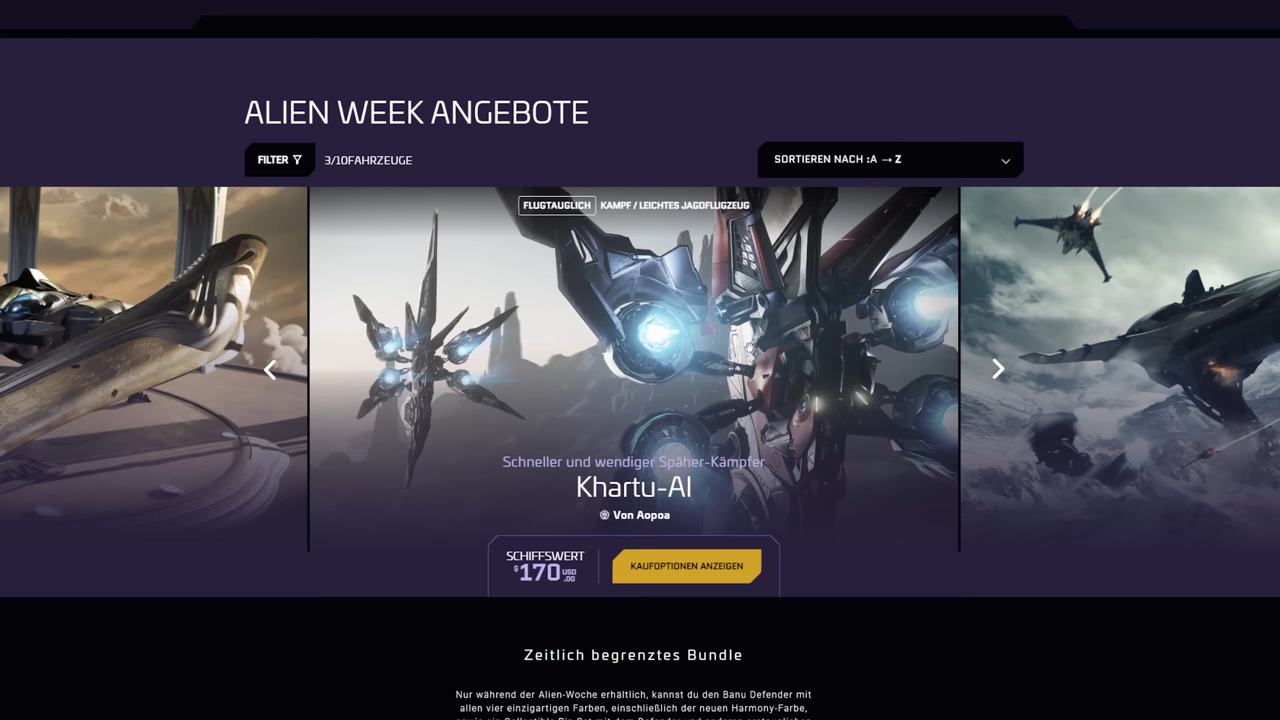 ALIEN WEEK ANGEBOTE
FILTER
3/10FAHRZEUGE
SORTIEREN NACH :A → Z
FLUGTAUGLICH KAMPF / LEICHTES JAGDFLUGZEUG
Schneller und wendiger Späher-Kämpfer
Khartu-Al
Von Aopoa
SCHIFFSWERT
$170 USD .00
KAUFOPTIONEN ANZEIGEN
Zeitlich begrenztes Bundle
Nur während der Alien-Woche erhältlich, kannst du den Banu Defender mit
allen vier einzigartigen Farben, einschließlich der neuen Harmony-Farbe,